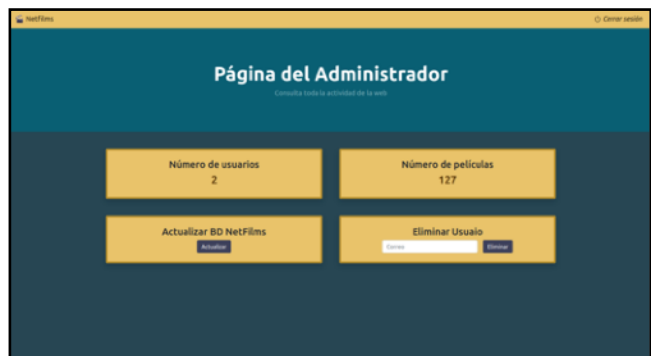 Netfilms
Cerrar sesión
Página del Administrador
Consulta toda la actividad de la web
Número de usuarios
2
Número de películas
127
Actualizar BD NetFilms
Actualizar
Eliminar Usuaio
Correo
Eliminar